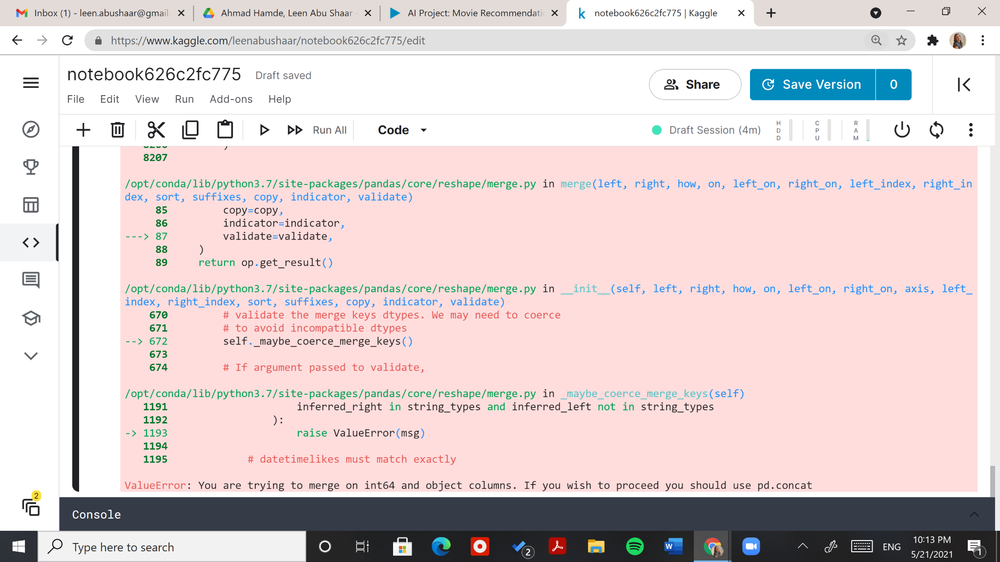 Inbox (1) - leen.abushaar@gmail.
Ahmad Hamde, Leen Abu Shaar -
AI Project: Movie Recommendatio
notebook626c2fc775 | Kaggle
https://www.kaggle.com/leenabushaar/notebook626c2fc775/edit
notebook626c2fc775 Draft saved
Share
Save Version 0
File Edit View Run Add-ons Help
Run All
Code
Draft Session (4m)
HDD
CPU
RAM
8206 )
8207
/opt/conda/lib/python3.7/site-packages/pandas/core/reshape/merge.py in merge(left, right, how, on, left_on, right_on, left_index, right_in
dex, sort, suffixes, copy, indicator, validate)
85 copy=copy,
86 indicator=indicator,
---> 87 validate=validate,
88 )
89 return op.get_result()
/opt/conda/lib/python3.7/site-packages/pandas/core/reshape/merge.py in __init__(self, left, right, how, on, left_on, right_on, axis, left_
index, right_index, sort, suffixes, copy, indicator, validate)
670 # validate the merge keys dtypes. We may need to coerce
671 # to avoid incompatible dtypes
--> 672 self._maybe_coerce_merge_keys()
673
674 # If argument passed to validate,
/opt/conda/lib/python3.7/site-packages/pandas/core/reshape/merge.py in _maybe_coerce_merge_keys(self)
1191 inferred_right in string_types and inferred_left not in string_types
1192 ):
-> 1193 raise ValueError(msg)
1194
1195 # datetimelikes must match exactly
ValueError: You are trying to merge on int64 and object columns. If you wish to proceed you should use pd.concat
2
Console
Type here to search
2
W
ENG
10:13 PM
5/21/2021
1